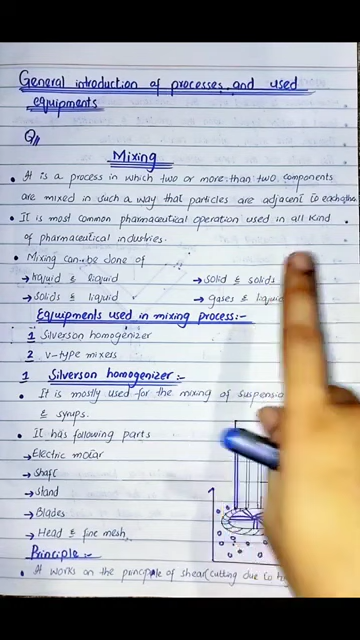 General introduction of processes and used
equipments
Q//
Mixing
• It is a process in which two or more than two components
are mixed in such a way that particles are adjacent to eachother.
• It is most common pharmaceutical operation used in all kind
of pharmaceutical industries.
• Mixing can be done of
→ liquid & liquid → solid & solids
→ solids & liquid → gases & liquid
Equipments used in mixing process:-
1 Silverson homogenizer
2 v-type mixers
1 Silverson homogenizer:-
• It is mostly used for the mixing of
& syrups.
• It has following parts
→ Electric motar
→ Shaft
→ Stand
→ Blades
→ Head & fine mesh
Principle:-
• It works on the principle of shear (cutting due to